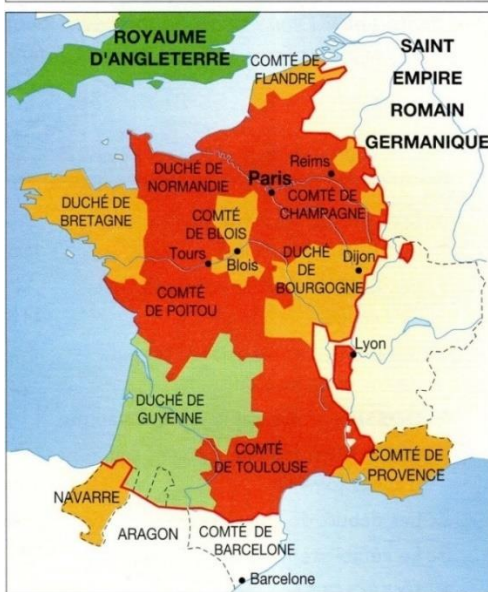 ROYAUME
D'ANGLETERRE
COMTÉ
DE
FLANDRE
SAINT
EMPIRE
ROMAIN
GERMANIQUE
DUCHÉ DE
NORMANDIE
Reims
Paris
COMTÉ DE
CHAMPAGNE
DUCHÉ DE
BRETAGNE
COMTÉ
DE BLOIS
Tours
Blois
DUCHÉ
DE
BOURGOGNE
Dijon
COMTÉ
DE POITOU
Lyon
DUCHÉ DE
GUYENNE
COMTÉ
DE TOULOUSE
COMTÉ DE
PROVENCE
NAVARRE
ARAGON
COMTÉ DE
BARCELONE
Barcelone